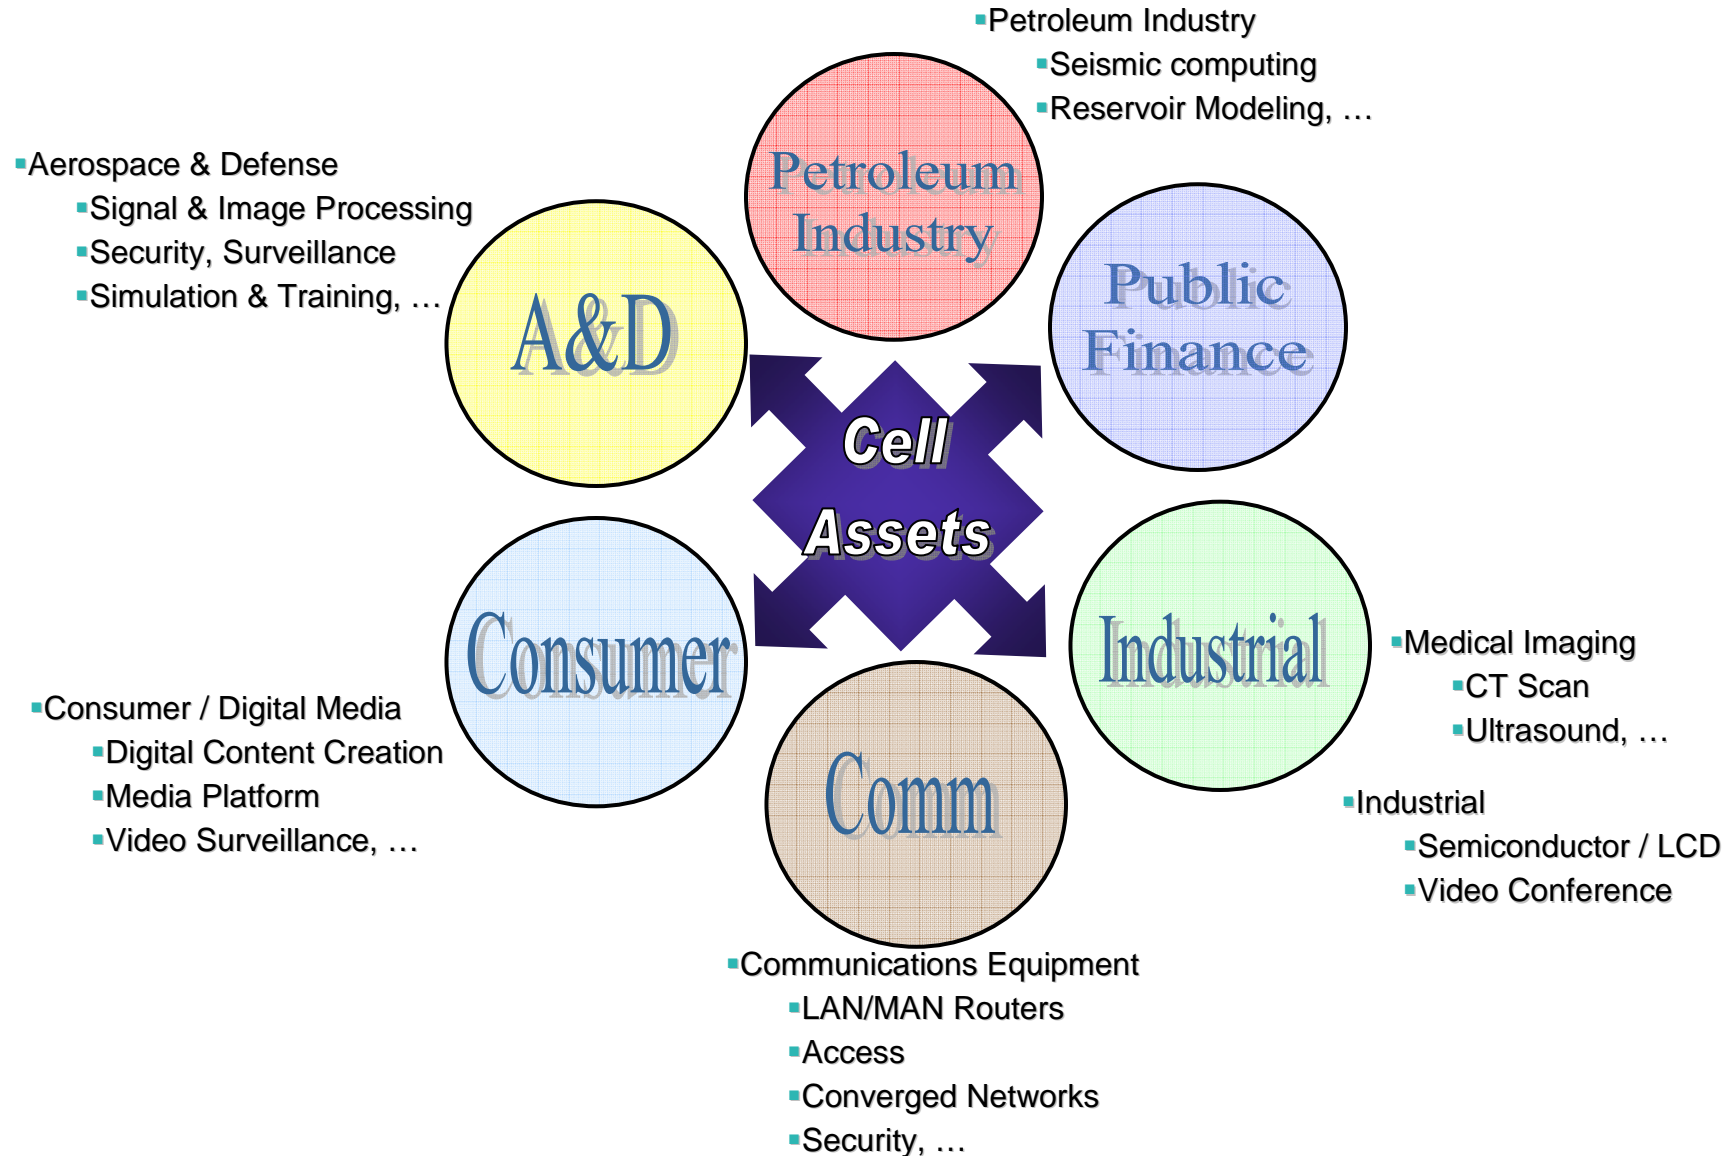 Petroleum Industry
Seismic computing
Reservoir Modeling, …
Aerospace & Defense
Signal & Image Processing
Security, Surveillance
Simulation & Training, …
Petroleum
Industry
Public
Finance
A&D
Cell
Assets
Consumer
Industrial
Comm
Medical Imaging
CT Scan
Ultrasound, …
Consumer / Digital Media
Digital Content Creation
Media Platform
Video Surveillance, …
Industrial
Semiconductor / LCD
Video Conference
Communications Equipment
LAN/MAN Routers
Access
Converged Networks
Security, …